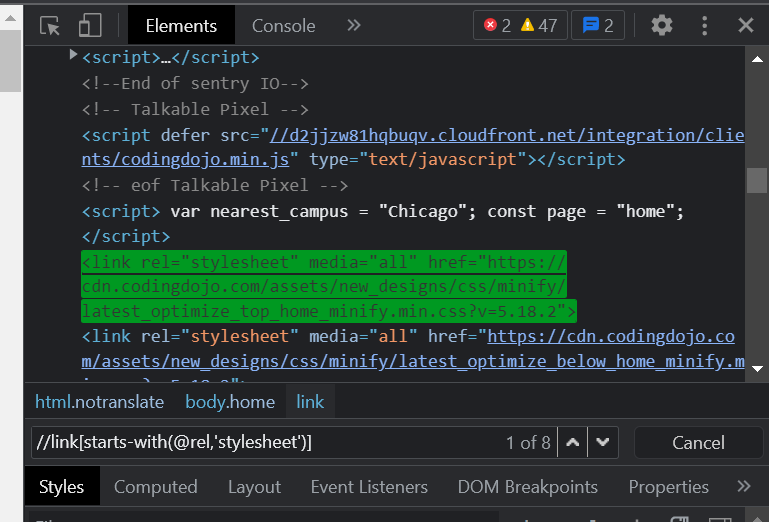 Elements Console 2 47 2
<script>…</script>
<!--End of sentry IO-->
<!-- Talkable Pixel -->
<script defer src="//d2jjzw81hqbuqv.cloudfront.net/integration/clie
nts/codingdojo.min.js" type="text/javascript"></script>
<!-- eof Talkable Pixel -->
<script> var nearest_campus = "Chicago"; const page = "home";
</script>
<link rel="stylesheet" media="all" href="https://
cdn.codingdojo.com/assets/new_designs/css/minify/
latest_optimize_top_home_minify.min.css?v=5.18.2">
<link rel="stylesheet" media="all" href="https://cdn.codingdojo.co
m/assets/new_designs/css/minify/latest_optimize_below_home_minify.m
html.notranslate body.home link
//link[starts-with(@rel,'stylesheet')] 1 of 8 Cancel
Styles Computed Layout Event Listeners DOM Breakpoints Properties